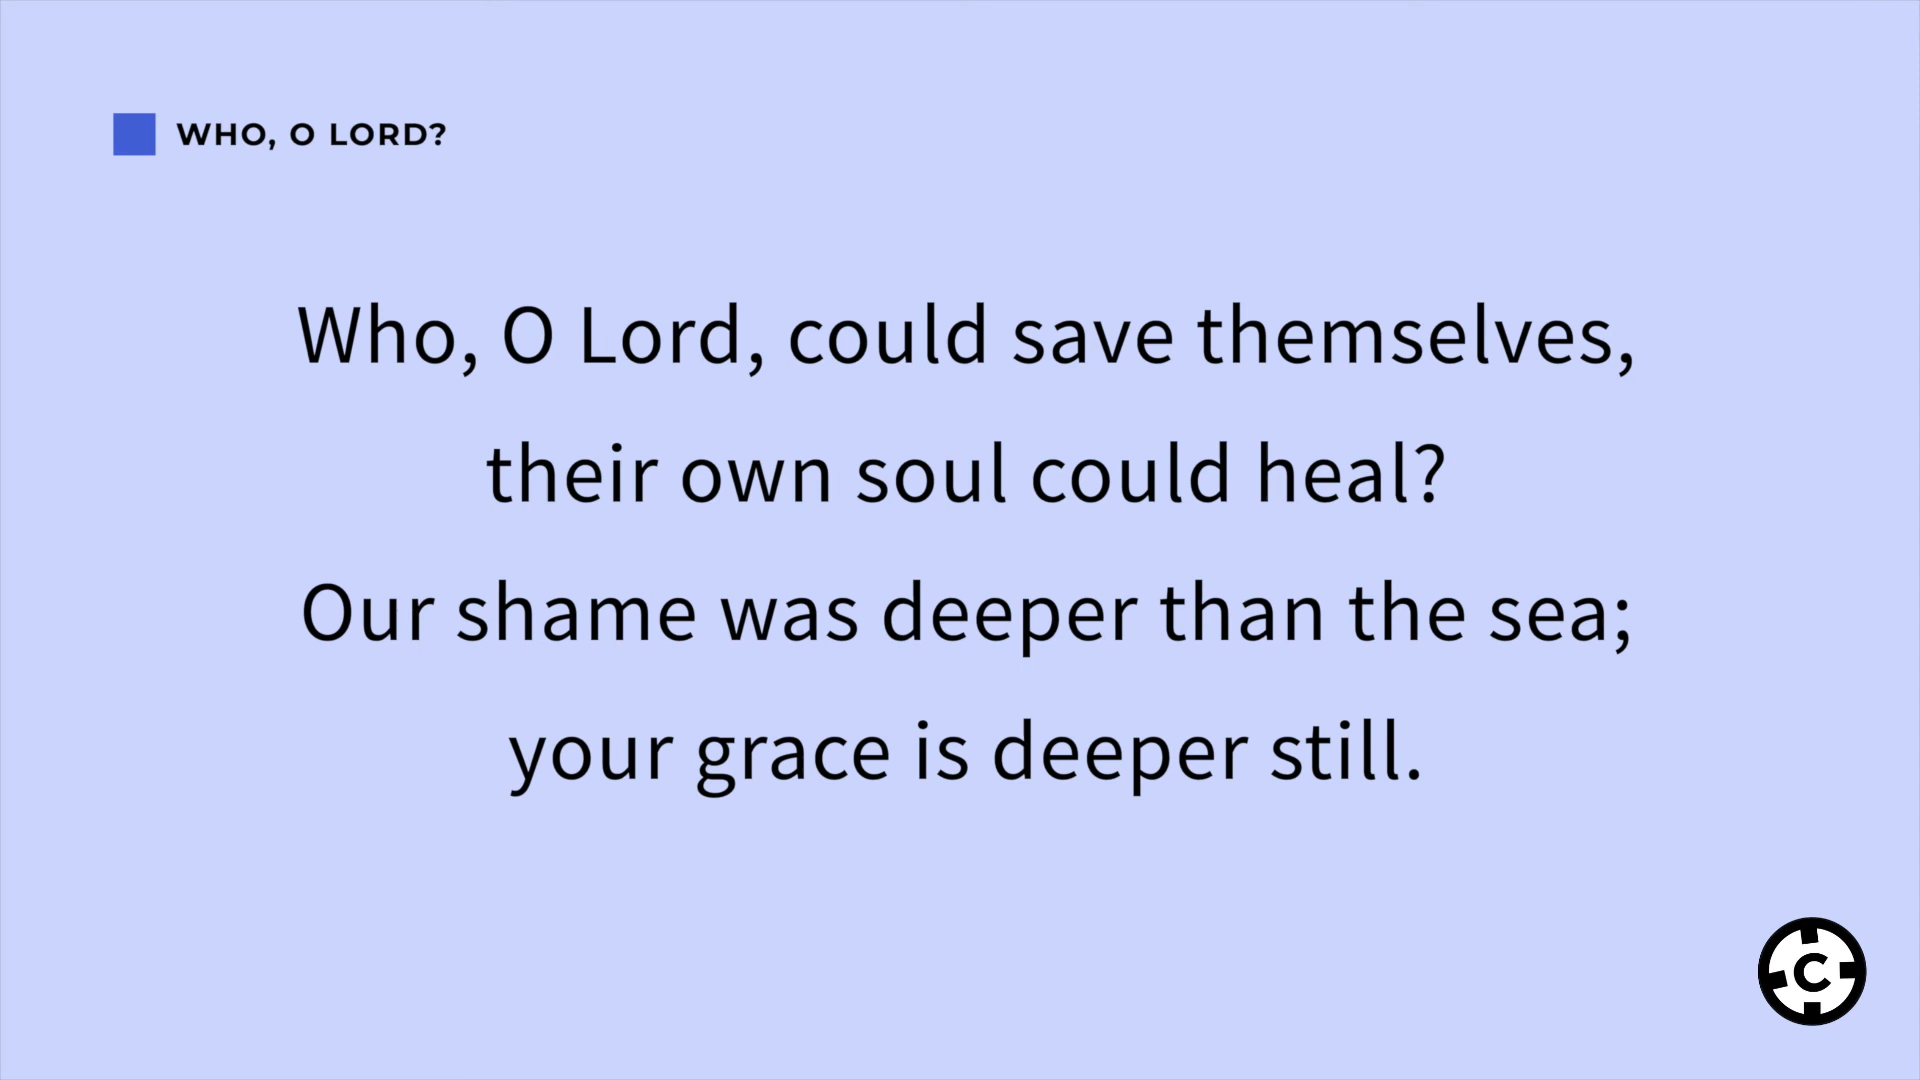 WHO, O LORD?
Who, O Lord, could save themselves,
their own soul could heal?
Our shame was deeper than the sea;
your grace is deeper still.
C